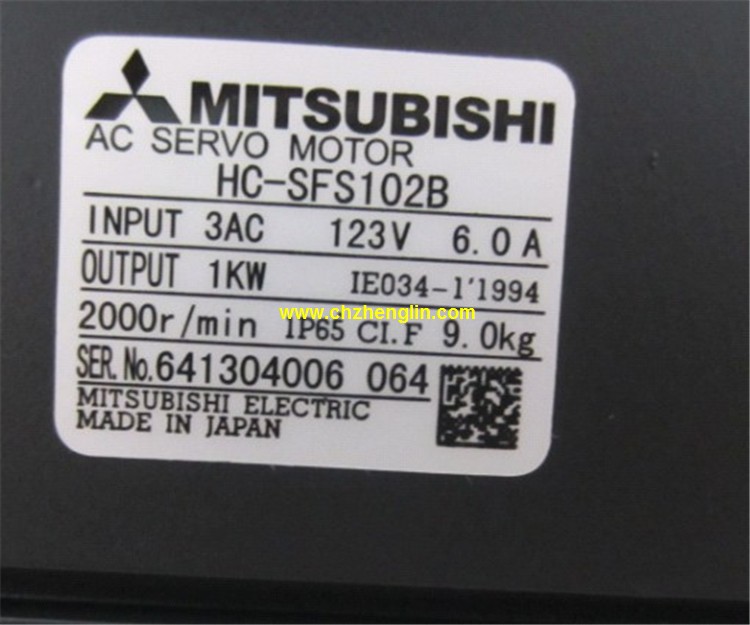 MITSUBISHI
AC SERVO MOTOR
HC-SFS102B
INPUT 3AC 123V 6.0A
OUTPUT 1KW IE034-1'1994
www.chzhenglin.com
2000r/min IP65 CI.F 9.0kg
SER.No.641304006 064
MITSUBISHI ELECTRIC
MADE IN JAPAN